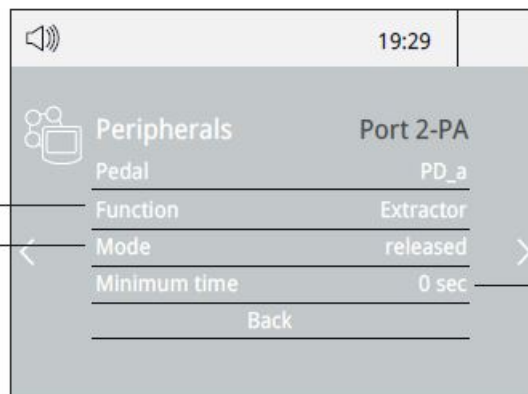 19:29
Peripherals Port 2-PA
Pedal PD_a
Function Extractor
Mode released
Minimum time 0 sec
Back